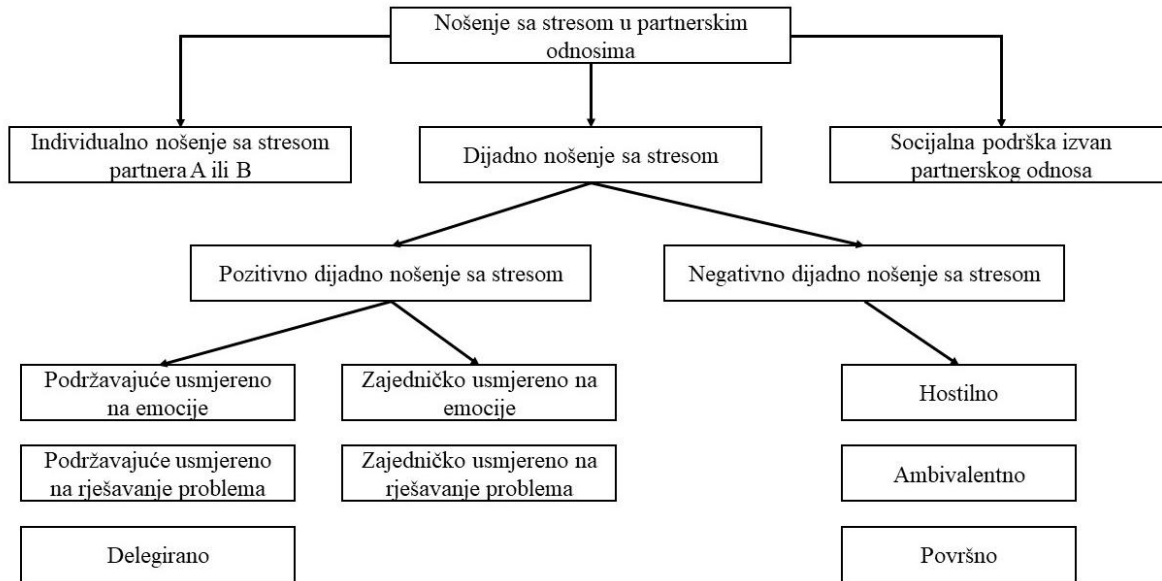 Nošenje sa stresom u partnerskim
odnosima
Individualno nošenje sa stresom
partnera A ili B
Dijadno nošenje sa stresom
Socijalna podrška izvan
partnerskog odnosa
Pozitivno dijadno nošenje sa stresom
Negativno dijadno nošenje sa stresom
Podržavajuće usmjereno
na emocije
Zajedničko usmjereno na
emocije
Hostilno
Podržavajuće usmjereno
na rješavanje problema
Zajedničko usmjereno na
rješavanje problema
Ambivalentno
Delegirano
Površno